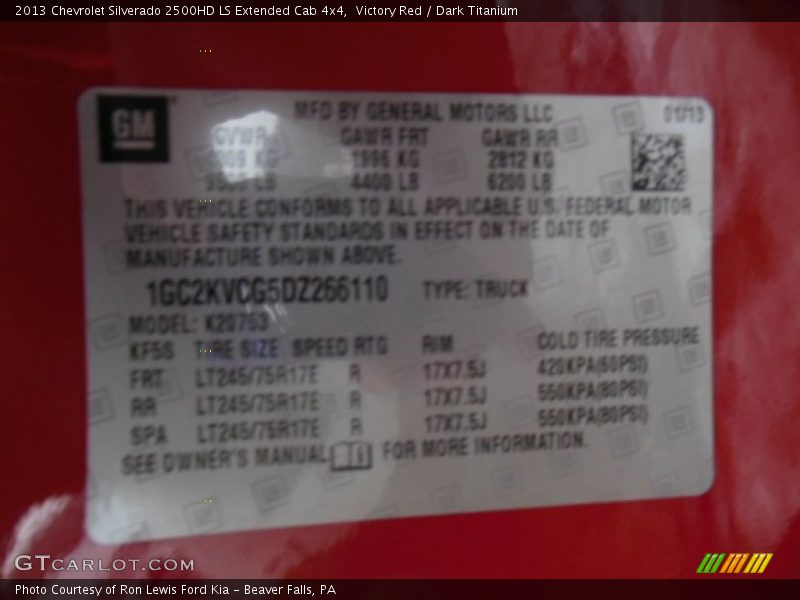 2013 Chevrolet Silverado 2500HD LS Extended Cab 4x4,  Victory Red / Dark Titanium
GM MFD BY GENERAL MOTORS LLC 01/13
GVWR GAWR FRT GAWR RR
KG 1996 KG 2812 KG
LB 4400 LB 6200 LB
THIS VEHICLE CONFORMS TO ALL APPLICABLE U.S. FEDERAL MOTOR
VEHICLE SAFETY STANDARDS IN EFFECT ON THE DATE OF
MANUFACTURE SHOWN ABOVE.
1GC2KVCG5DZ266110 TYPE: TRUCK
MODEL: K20753
KF5S TIRE SIZE SPEED RTG RIM COLD TIRE PRESSURE
FRT LT245/75R17E R 17X7.5J 420KPA(60PSI)
RR LT245/75R17E R 17X7.5J 550KPA(80PSI)
SPA LT245/75R17E R 17X7.5J 550KPA(80PSI)
SEE OWNER'S MANUAL FOR MORE INFORMATION.
GTCARLOT.COM
Photo Courtesy of Ron Lewis Ford Kia - Beaver Falls, PA